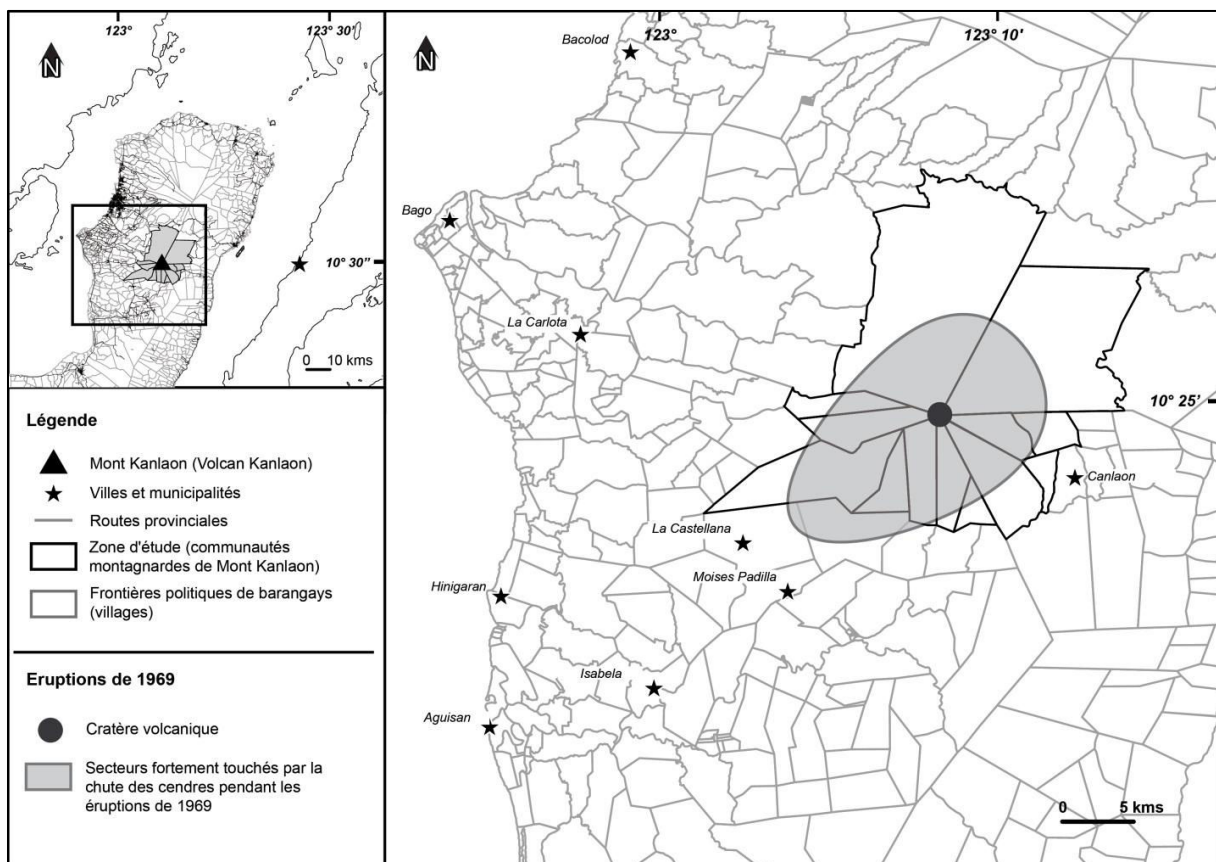 123°
123° 30'
N
10° 30"
0 10 kms
Légende
Mont Kanlaon (Volcan Kanlaon)
Villes et municipalités
Routes provinciales
Zone d'étude (communautés
montagnardes de Mont Kanlaon)
Frontières politiques de barangays
(villages)
Eruptions de 1969
Cratère volcanique
Secteurs fortement touchés par la
chute des cendres pendant les
éruptions de 1969
123°
123° 10'
N
Bacolod
Bago
La Carlota
10° 25'
Canlaon
La Castellana
Moises Padilla
Hinigaran
Isabela
Aguisan
0 5 kms